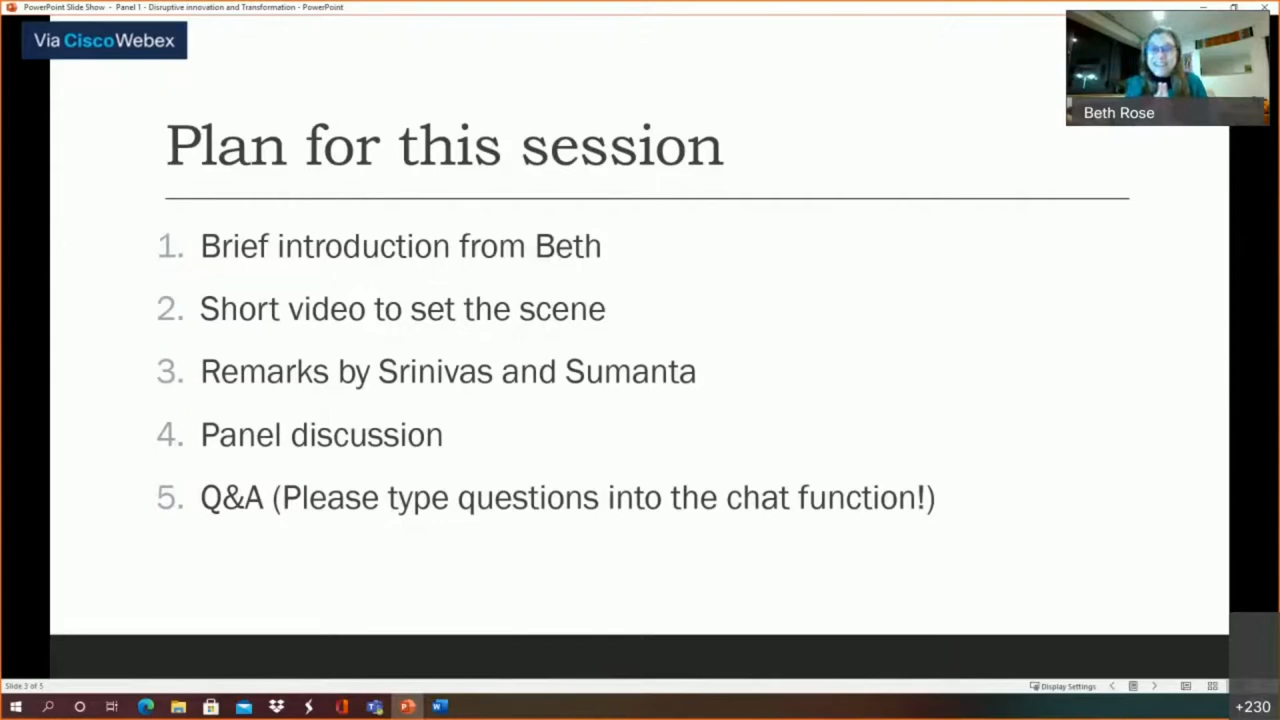 PowerPoint Slide Show - Panel 1 - Disruptive innovation and Transformation - PowerPoint
Via Cisco Webex
Beth Rose
Plan for this session
1. Brief introduction from Beth
2. Short video to set the scene
3. Remarks by Srinivas and Sumanta
4. Panel discussion
5. Q&A (Please type questions into the chat function!)
Slide 3 of 5
Display Settings
+230